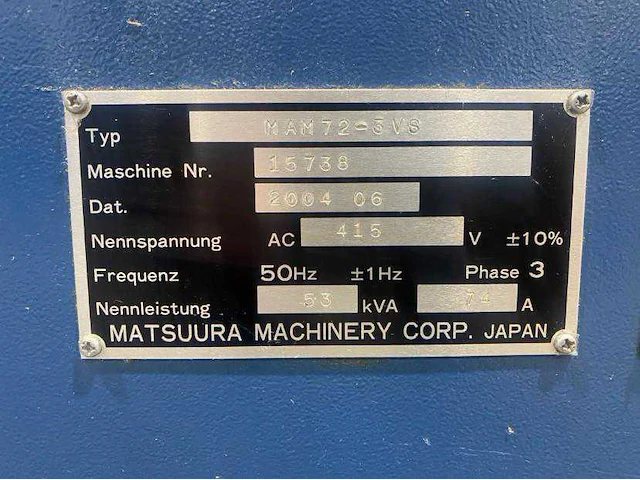 Typ MAM72-3VS
Maschine Nr. 15738
Dat. 2004 06
Nennspannung AC 415 V ±10%
Frequenz 50Hz ±1Hz Phase 3
Nennleistung 53 kVA 74 A
MATSUURA MACHINERY CORP. JAPAN